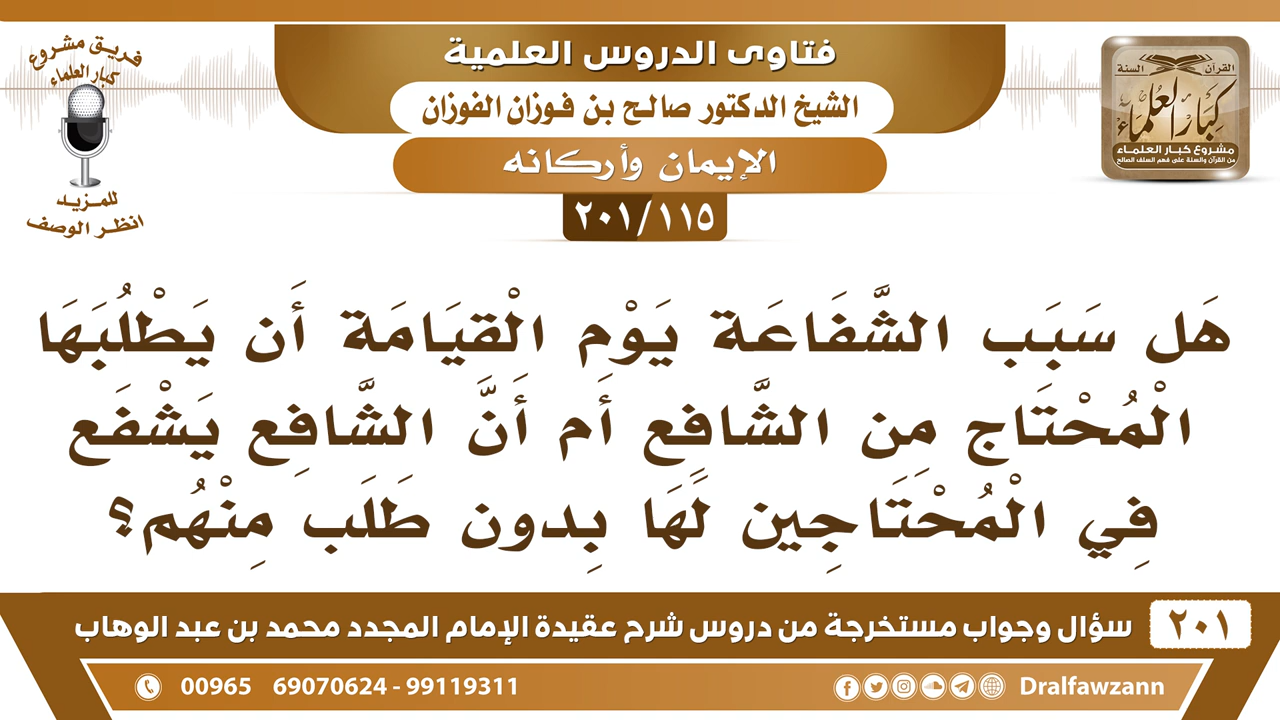 فتاوى الدروس العلمية
الشيخ الدكتور صالح بن فوزان الفوزان
الإيمان وأركانه
٢٠١/١١٥
فريق مشروع
كبار العلماء
للمزيد
انظر الوصف
القرآن السنة
كبار العلماء
مشروع كبار العلماء
من القرآن والسنة على فهم السلف الصالح
هَل سَبَب الشَّفَاعَة يَوْم الْقيَامَة أَن يَطْلُبَهَا
الْمُحْتَاج من الشَّافع أَم أَنَّ الشَّافِع يَشْفَع
فِي الْمُحْتَاجِين لَهَا بِدون طَلَب مِنْهُم؟
٢٠١ سؤال وجواب مستخرجة من دروس شرح عقيدة الإمام المجدد محمد بن عبد الوهاب
00965 69070624 - 99119311
Dralfawzann